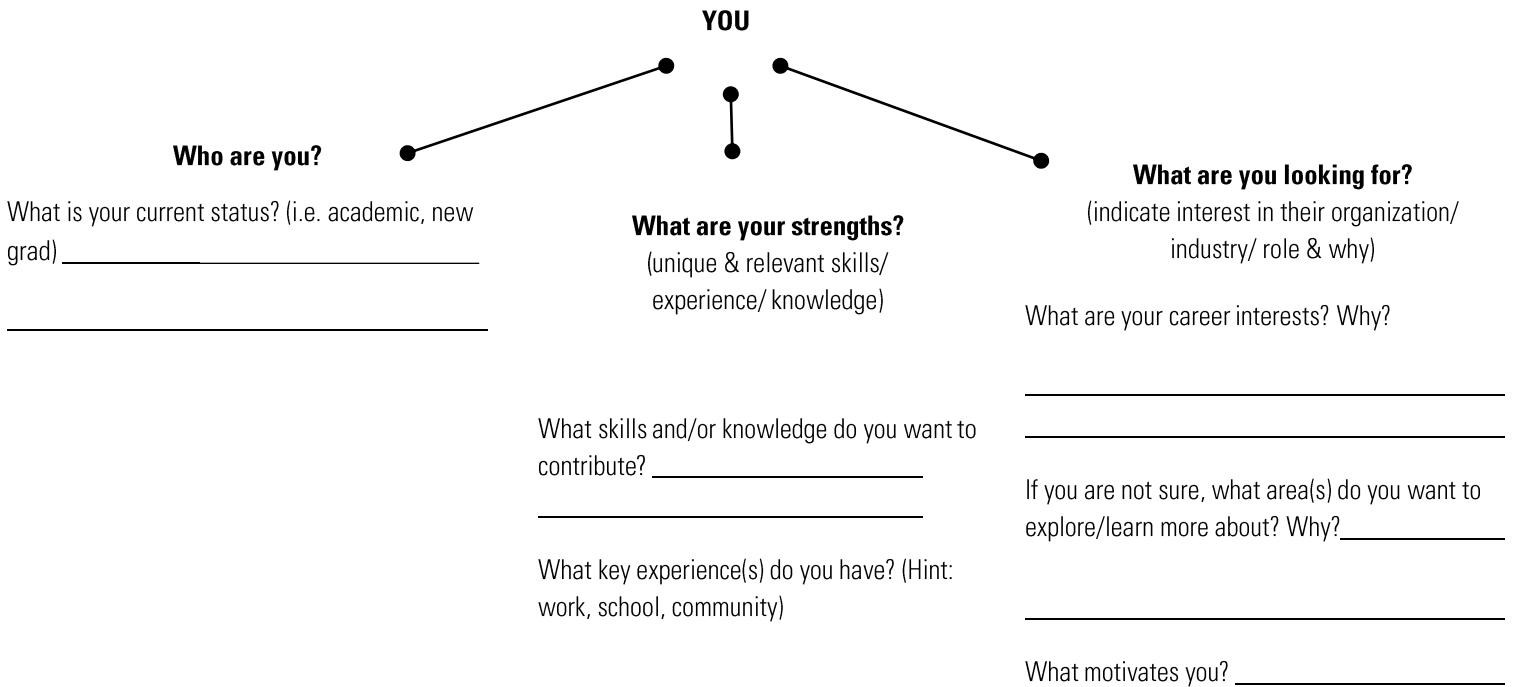 YOU
Who are you?
What is your current status? (i.e. academic, new
grad)
What are your strengths?
(unique & relevant skills/
experience/ knowledge)
What skills and/or knowledge do you want to
contribute?
What key experience(s) do you have? (Hint:
work, school, community)
What are you looking for?
(indicate interest in their organization/
industry/ role & why)
What are your career interests? Why?
If you are not sure, what area(s) do you want to
explore/learn more about? Why?
What motivates you?